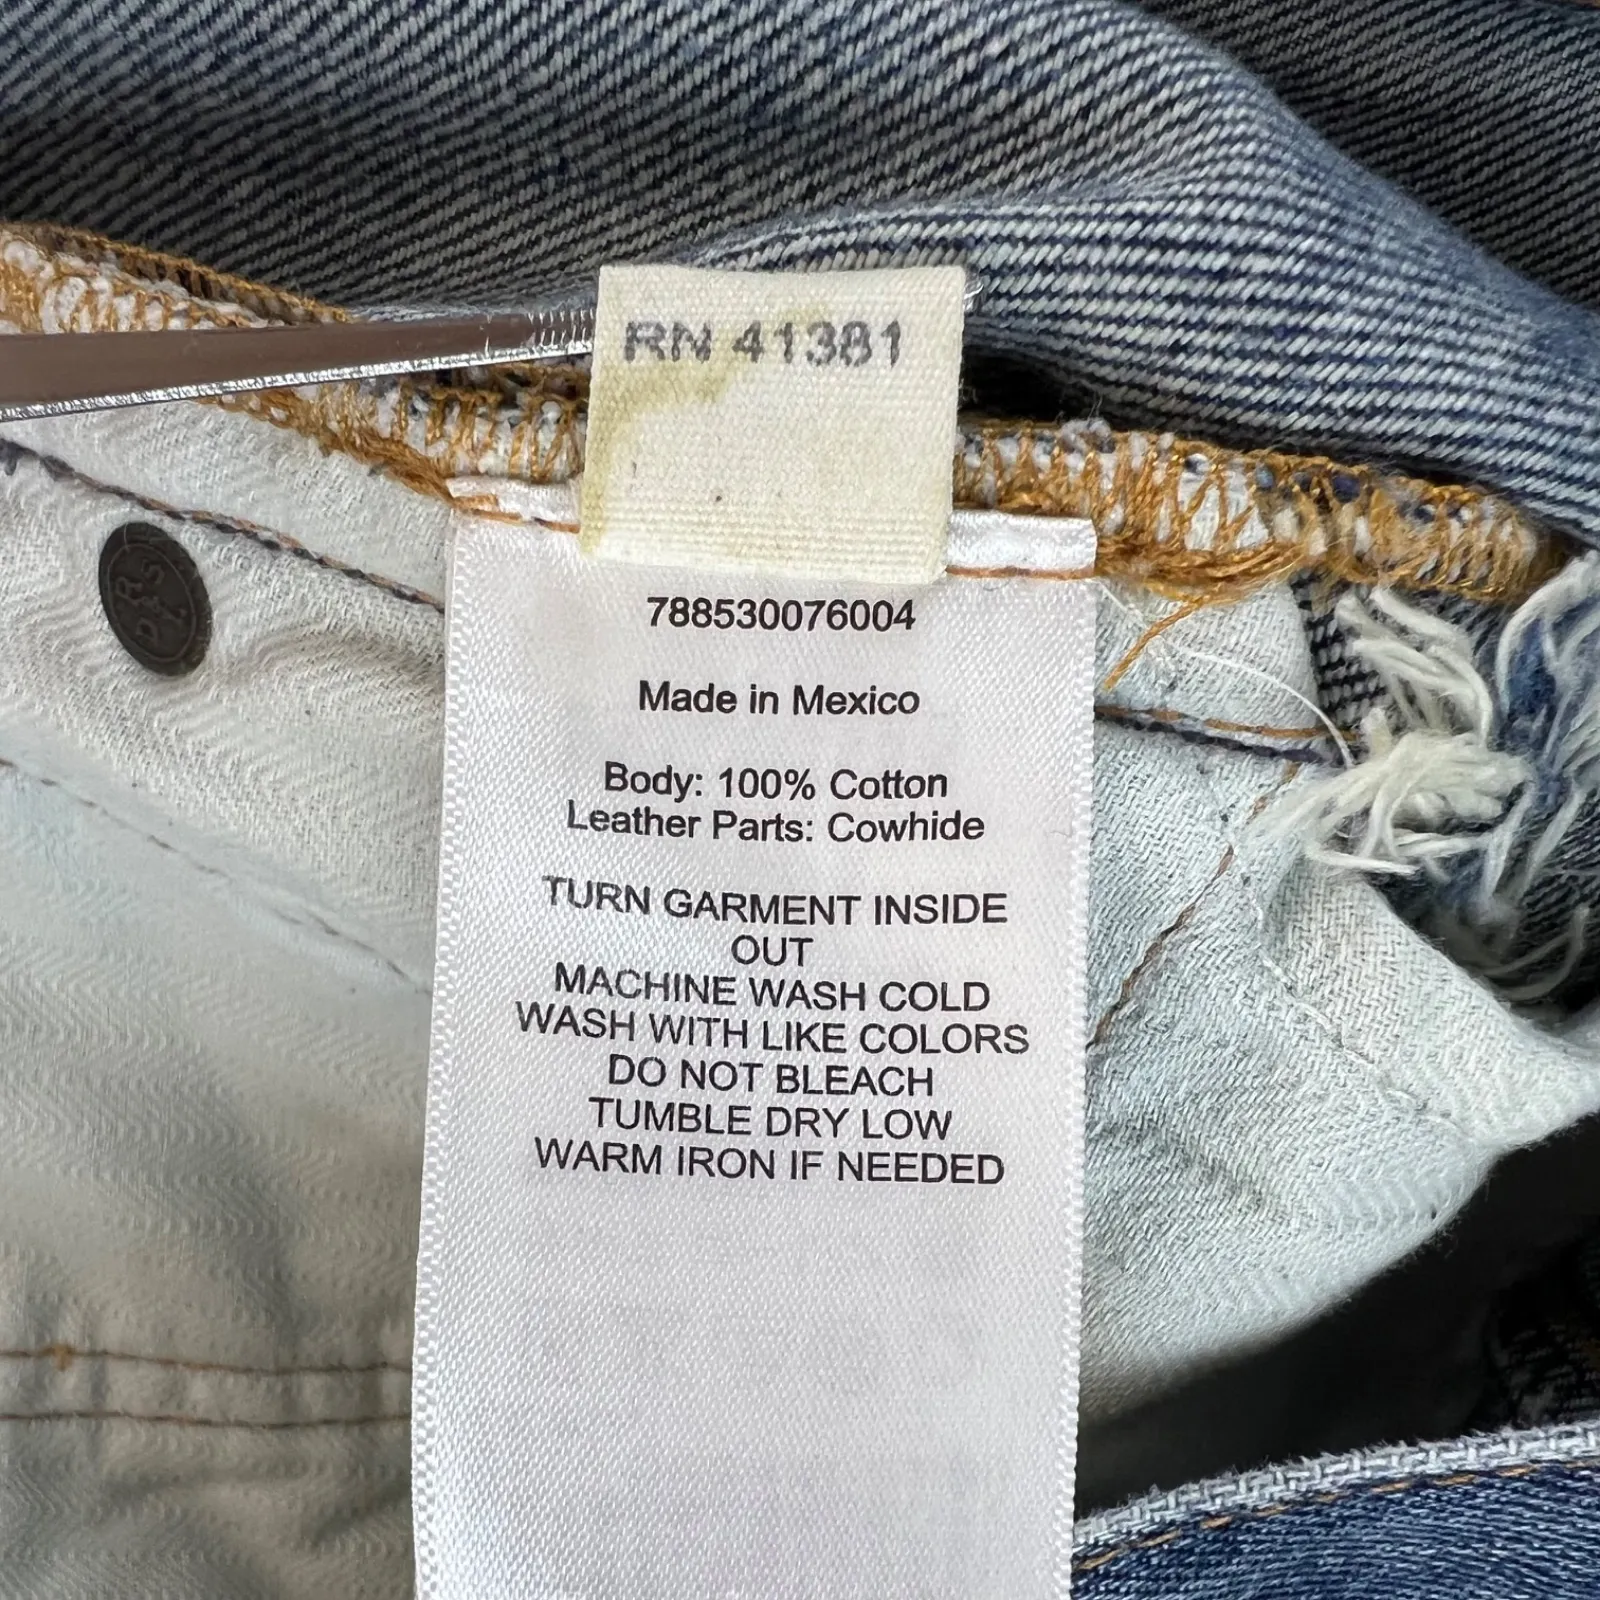 RN 41381
788530076004
Made in Mexico
Body: 100% Cotton
Leather Parts: Cowhide
TURN GARMENT INSIDE
OUT
MACHINE WASH COLD
WASH WITH LIKE COLORS
DO NOT BLEACH
TUMBLE DRY LOW
WARM IRON IF NEEDED